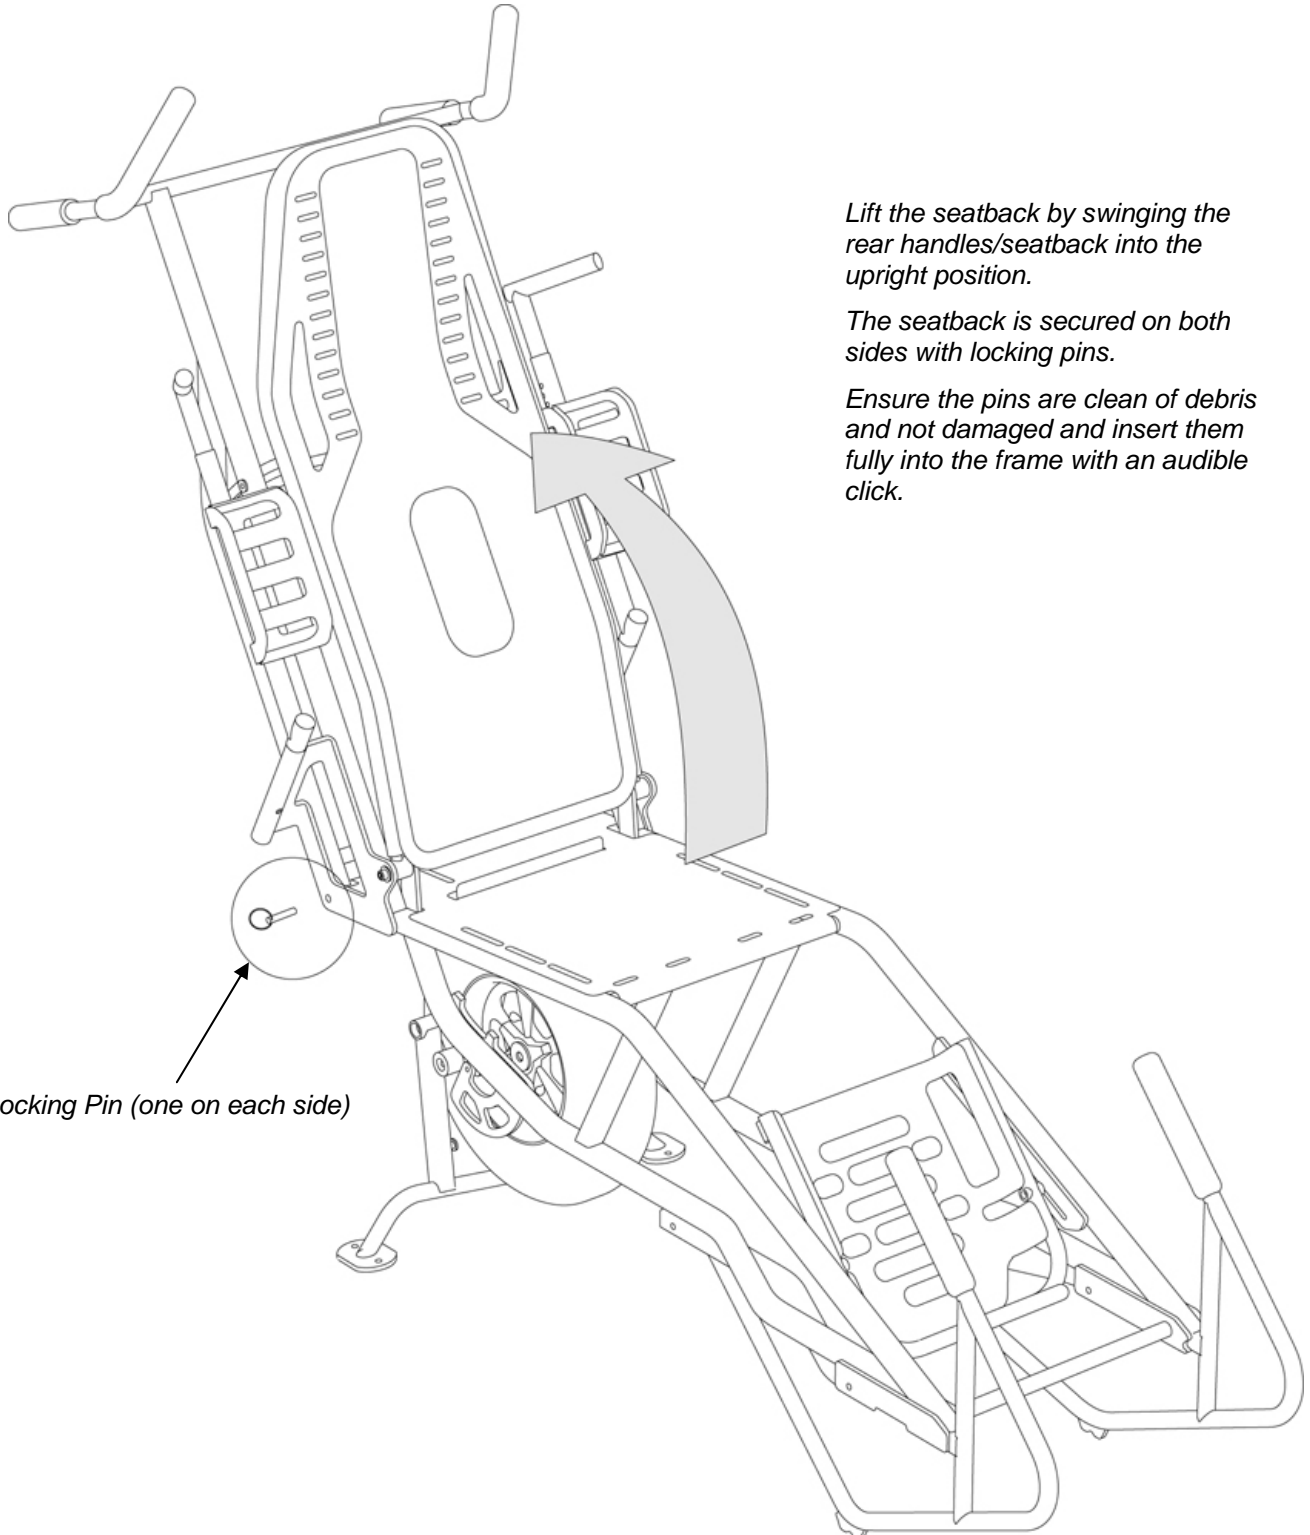 Lift the seatback by swinging the
rear handles/seatback into the
upright position.
The seatback is secured on both
sides with locking pins.
Ensure the pins are clean of debris
and not damaged and insert them
fully into the frame with an audible
click.
ocking Pin (one on each side)